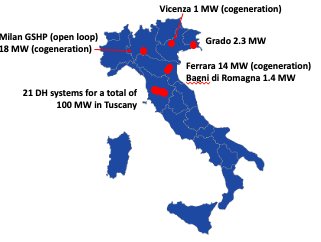 Vicenza 1 MW (cogeneration)
Milan GSHP (open loop)
18 MW (cogeneration)
Grado 2.3 MW
Ferrara 14 MW (cogeneration)
Bagni di Romagna 1.4 MW
21 DH systems for a total of
100 MW in Tuscany